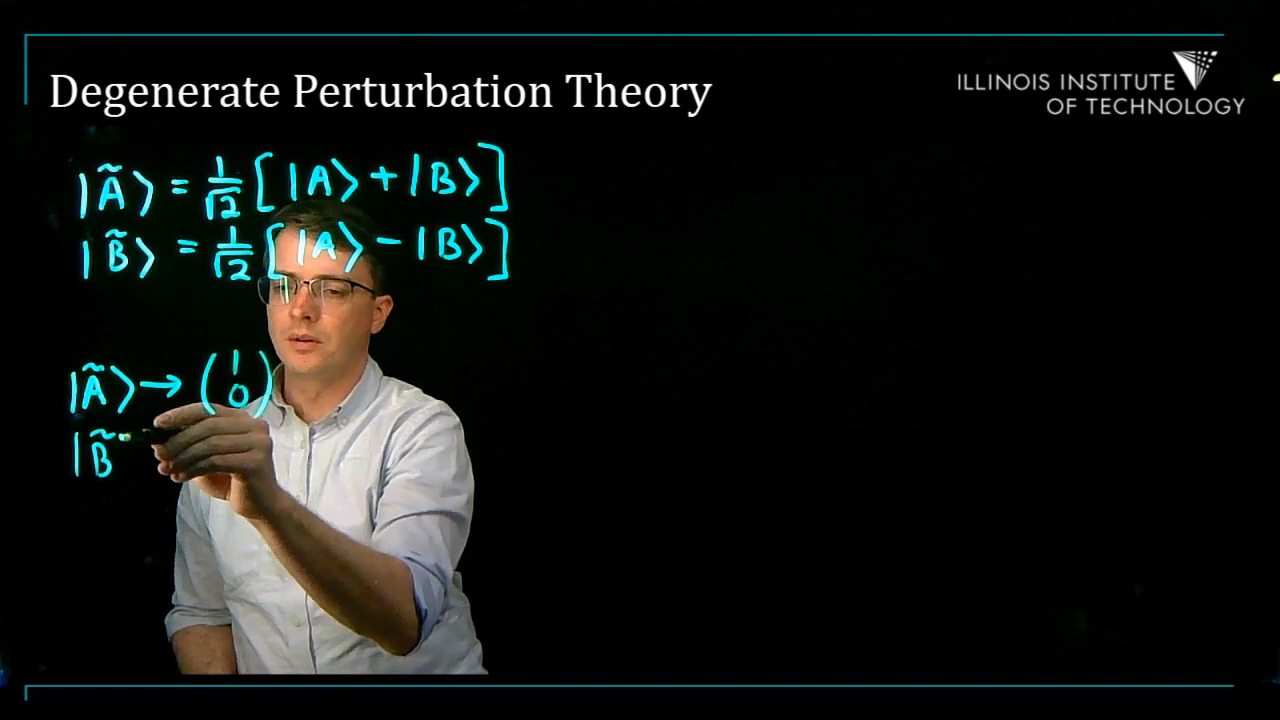 Degenerate Perturbation Theory
ILLINOIS INSTITUTE
OF TECHNOLOGY
|Ã⟩ = 1/√2 [|A⟩ + |B⟩]
|B̃⟩ = 1/√2 [|A⟩ − |B⟩]
|Ã⟩ → (1 0)
|B̃